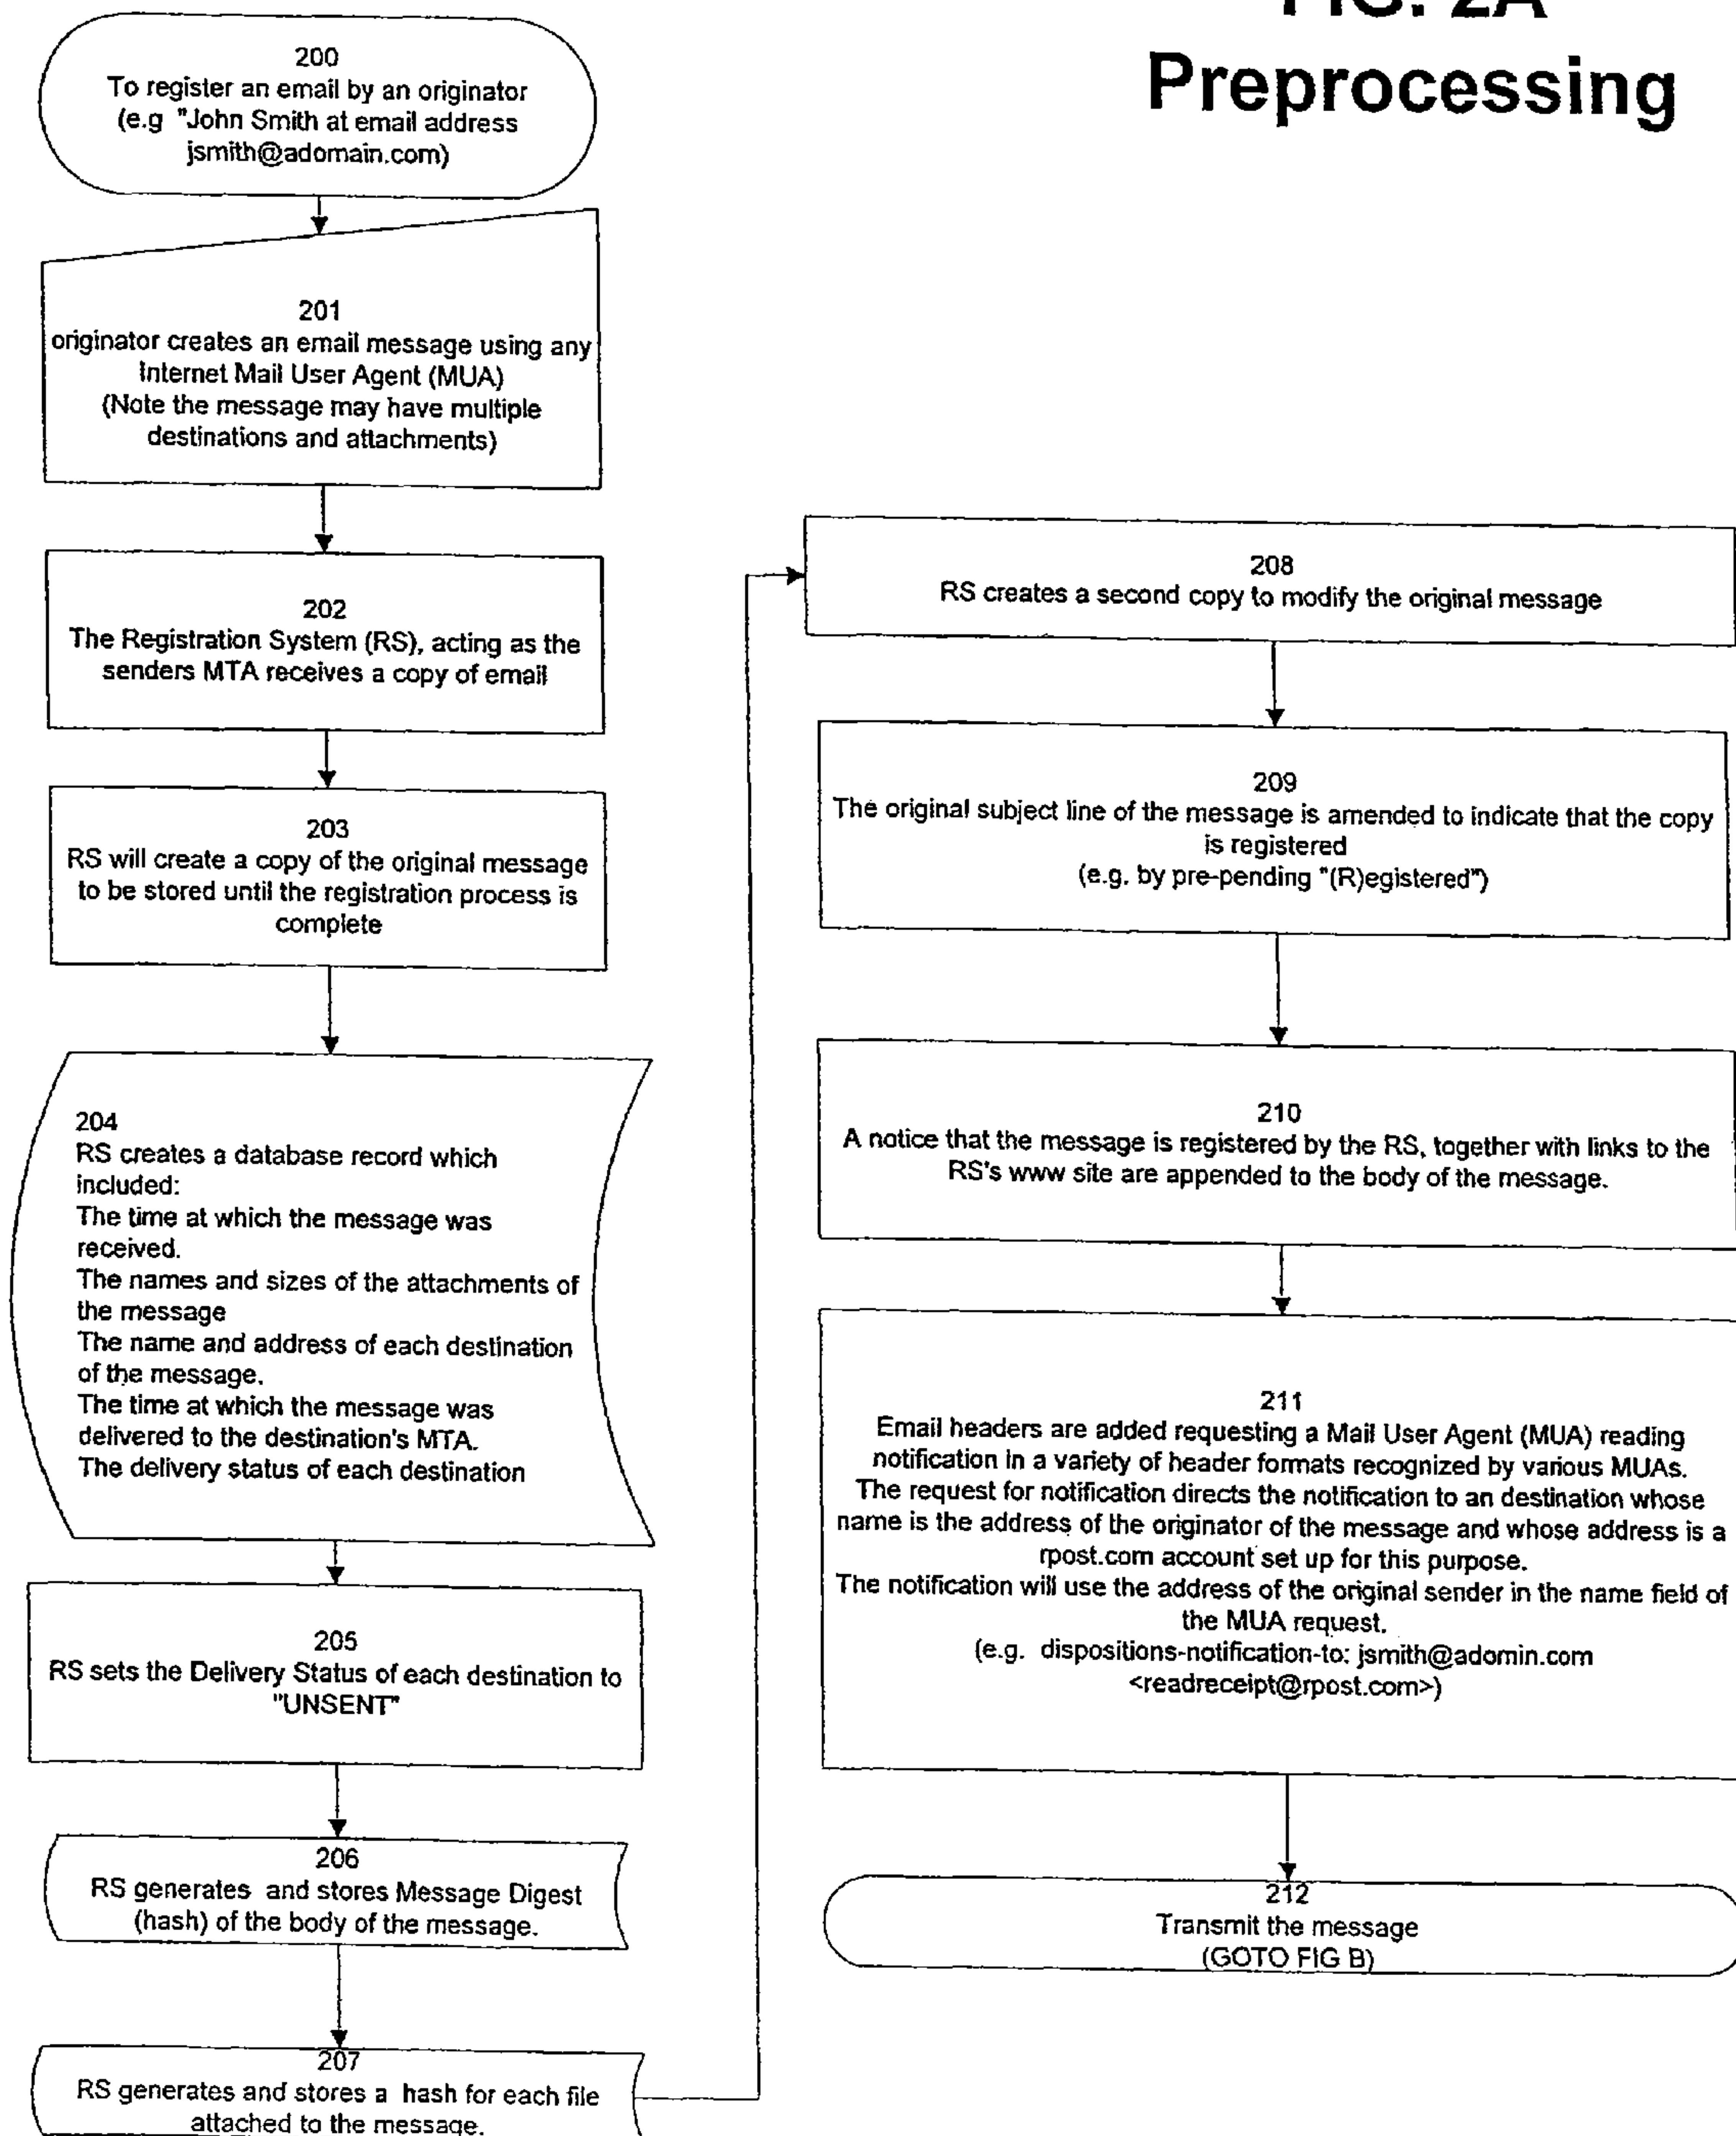 FIG. 2A
Preprocessing
200
To register an email by an originator
(e.g "John Smith at email address
jsmith@adomain.com)
201
originator creates an email message using any
Internet Mail User Agent (MUA)
(Note the message may have multiple
destinations and attachments)
202
The Registration System (RS), acting as the
senders MTA receives a copy of email
203
RS will create a copy of the original message
to be stored until the registration process is
complete
204
RS creates a database record which
included:
The time at which the message was
received.
The names and sizes of the attachments of
the message
The name and address of each destination
of the message.
The time at which the message was
delivered to the destination's MTA.
The delivery status of each destination
205
RS sets the Delivery Status of each destination to
"UNSENT"
206
RS generates and stores Message Digest
(hash) of the body of the message.
207
RS generates and stores a hash for each file
attached to the message.
208
RS creates a second copy to modify the original message
209
The original subject line of the message is amended to indicate that the copy
is registered
(e.g. by pre-pending "(R)egistered")
210
A notice that the message is registered by the RS, together with links to the
RS's www site are appended to the body of the message.
211
Email headers are added requesting a Mail User Agent (MUA) reading
notification in a variety of header formats recognized by various MUAs.
The request for notification directs the notification to an destination whose
name is the address of the originator of the message and whose address is a
rpost.com account set up for this purpose.
The notification will use the address of the original sender in the name field of
the MUA request.
(e.g. dispositions-notification-to: jsmith@adomin.com
<readreceipt@rpost.com>)
212
Transmit the message
(GOTO FIG B)